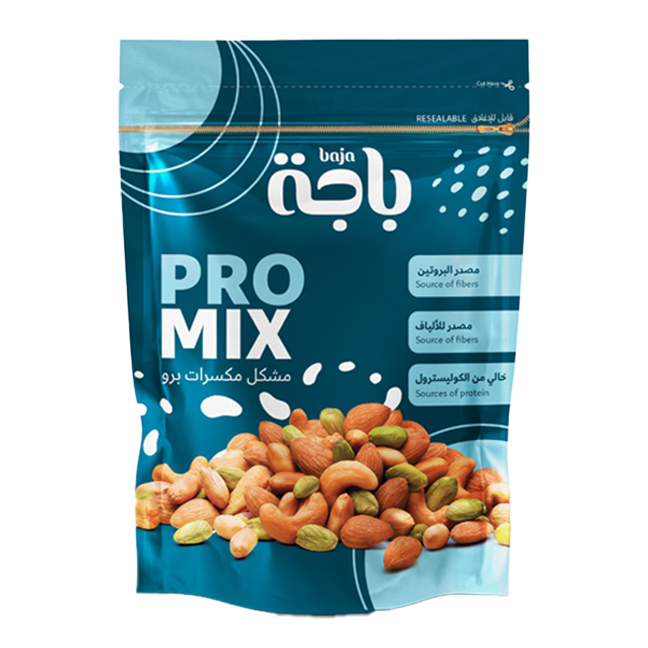 Cut Here
RESEALABLE قابل للإغلاق
baja
باجة
PRO
MIX
مشكل مكسرات برو
مصدر البروتين
Source of fibers
مصدر للألياف
Source of fibers
خالي من الكوليسترول
Sources of protein